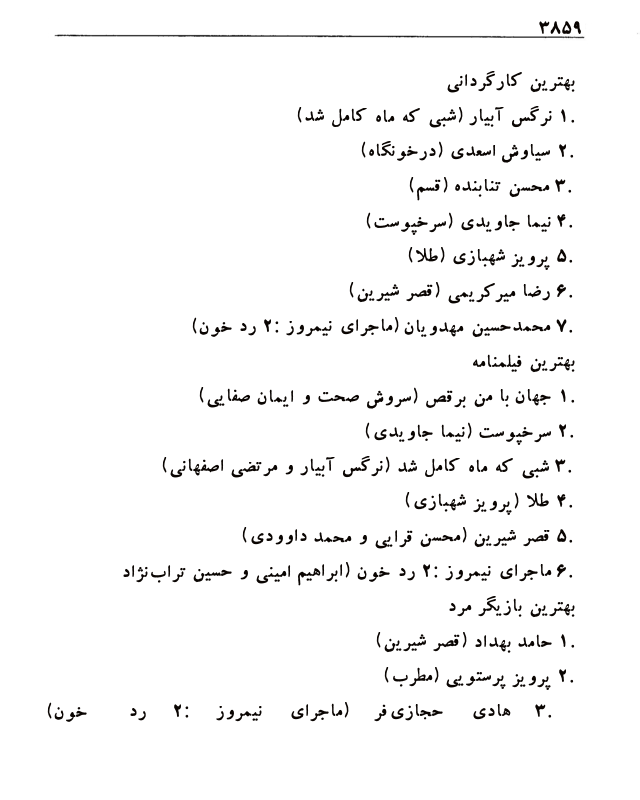 ۳۸۵۹
بهترین کارگردانی
۱. نرگس آبیار (شبی که ماه کامل شد)
۲. سیاوش اسعدی (درخونگاه)
۳. محسن تنابنده (قسم)
۴. نیما جاویدی (سرخپوست)
۵. پرویز شهبازی (طلا)
۶. رضا میرکریمی (قصر شیرین)
۷. محمدحسین مهدویان (ماجرای نیمروز ۲: رد خون)
بهترین فیلمنامه
۱. جهان با من برقص (سروش صحت و ایمان صفایی)
۲. سرخپوست (نیما جاویدی)
۳. شبی که ماه کامل شد (نرگس آبیار و مرتضی اصفهانی)
۴. طلا (پرویز شهبازی)
۵. قصر شیرین (محسن قرایی و محمد داوودی)
۶. ماجرای نیمروز ۲: رد خون (ابراهیم امینی و حسین تراب‌نژاد
بهترین بازیگر مرد
۱. حامد بهداد (قصر شیرین)
۲. پرویز پرستویی (مطرب)
۳. هادی حجازی‌فر (ماجرای نیمروز ۲: رد خون)